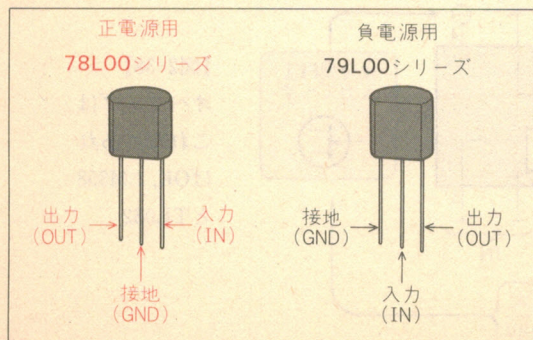 正電源用
78L00シリーズ
出力
(OUT)
入力
(IN)
接地
(GND)
負電源用
79L00シリーズ
接地
(GND)
出力
(OUT)
入力
(IN)